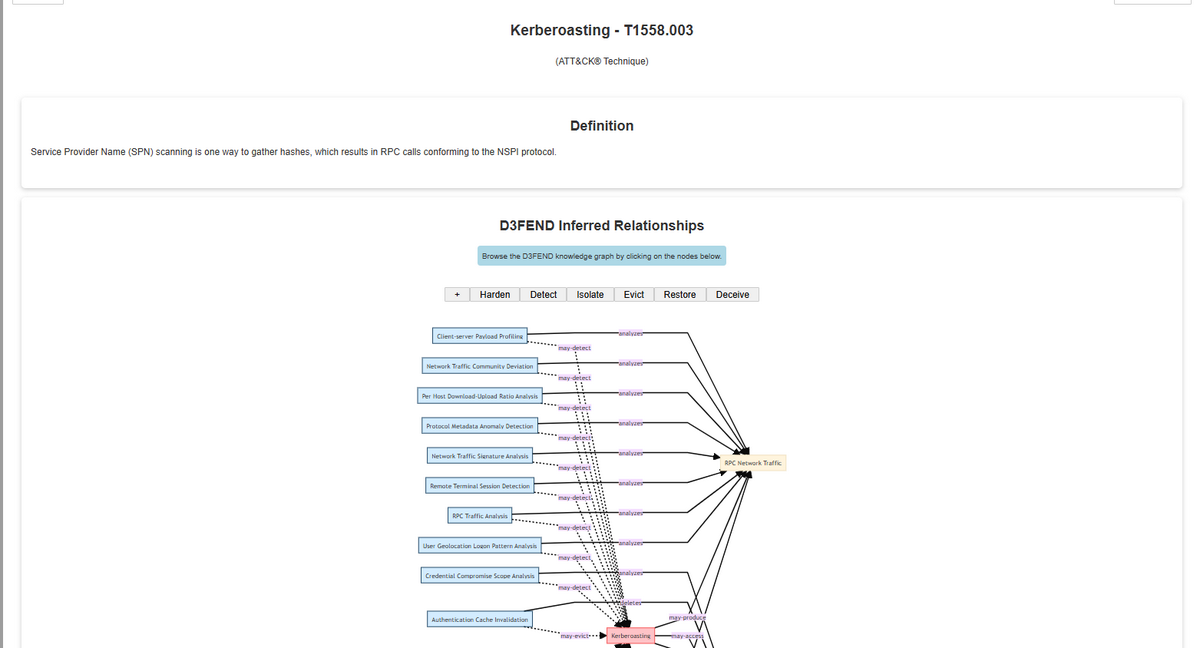 Kerberoasting - T1558.003
(ATT&CK® Technique)
Definition
Service Provider Name (SPN) scanning is one way to gather hashes, which results in RPC calls conforming to the NSPI protocol.
D3FEND Inferred Relationships
Browse the D3FEND knowledge graph by clicking on the nodes below.
+ Harden Detect Isolate Evict Restore Deceive
Client-server Payload Profiling
analyzes
may-detect
Network Traffic Community Deviation
analyzes
may-detect
Per Host Download-Upload Ratio Analysis
analyzes
may-detect
Protocol Metadata Anomaly Detection
analyzes
may-detect
Network Traffic Signature Analysis
analyzes
RPC Network Traffic
may-detect
Remote Terminal Session Detection
analyzes
may-detect
RPC Traffic Analysis
analyzes
may-detect
User Geolocation Logon Pattern Analysis
analyzes
may-detect
Credential Compromise Scope Analysis
analyzes
may-detect
deletes
Authentication Cache Invalidation
may-produce
may-evict
Kerberoasting
may-access